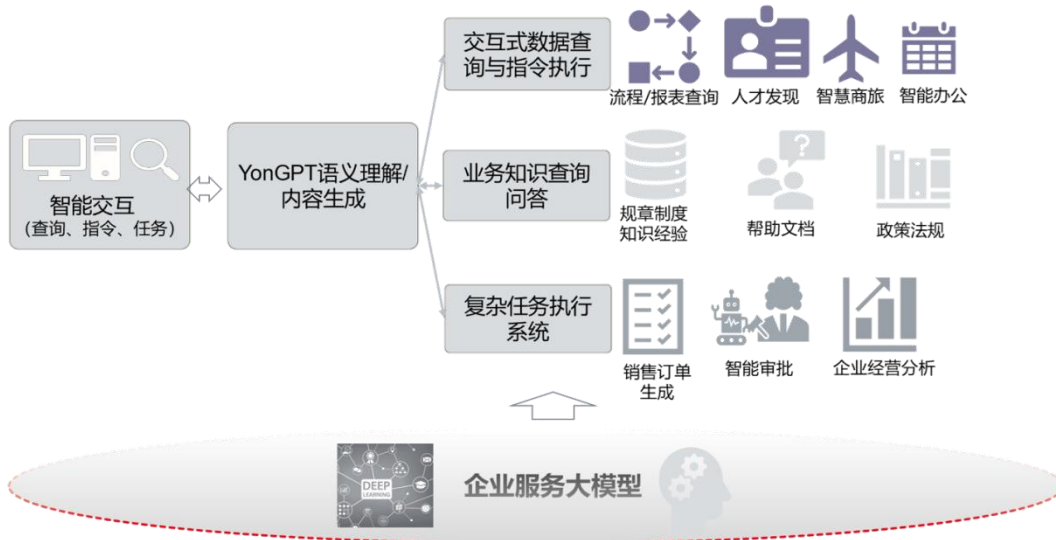 交互式数据查
询与指令执行
流程/报表查询
人才发现
智慧商旅
智能办公
智能交互
(查询、指令、任务)
YonGPT语义理解/
内容生成
业务知识查询
问答
规章制度
知识经验
帮助文档
政策法规
复杂任务执行
系统
销售订单
生成
智能审批
企业经营分析
DEEP
LEARNING
企业服务大模型